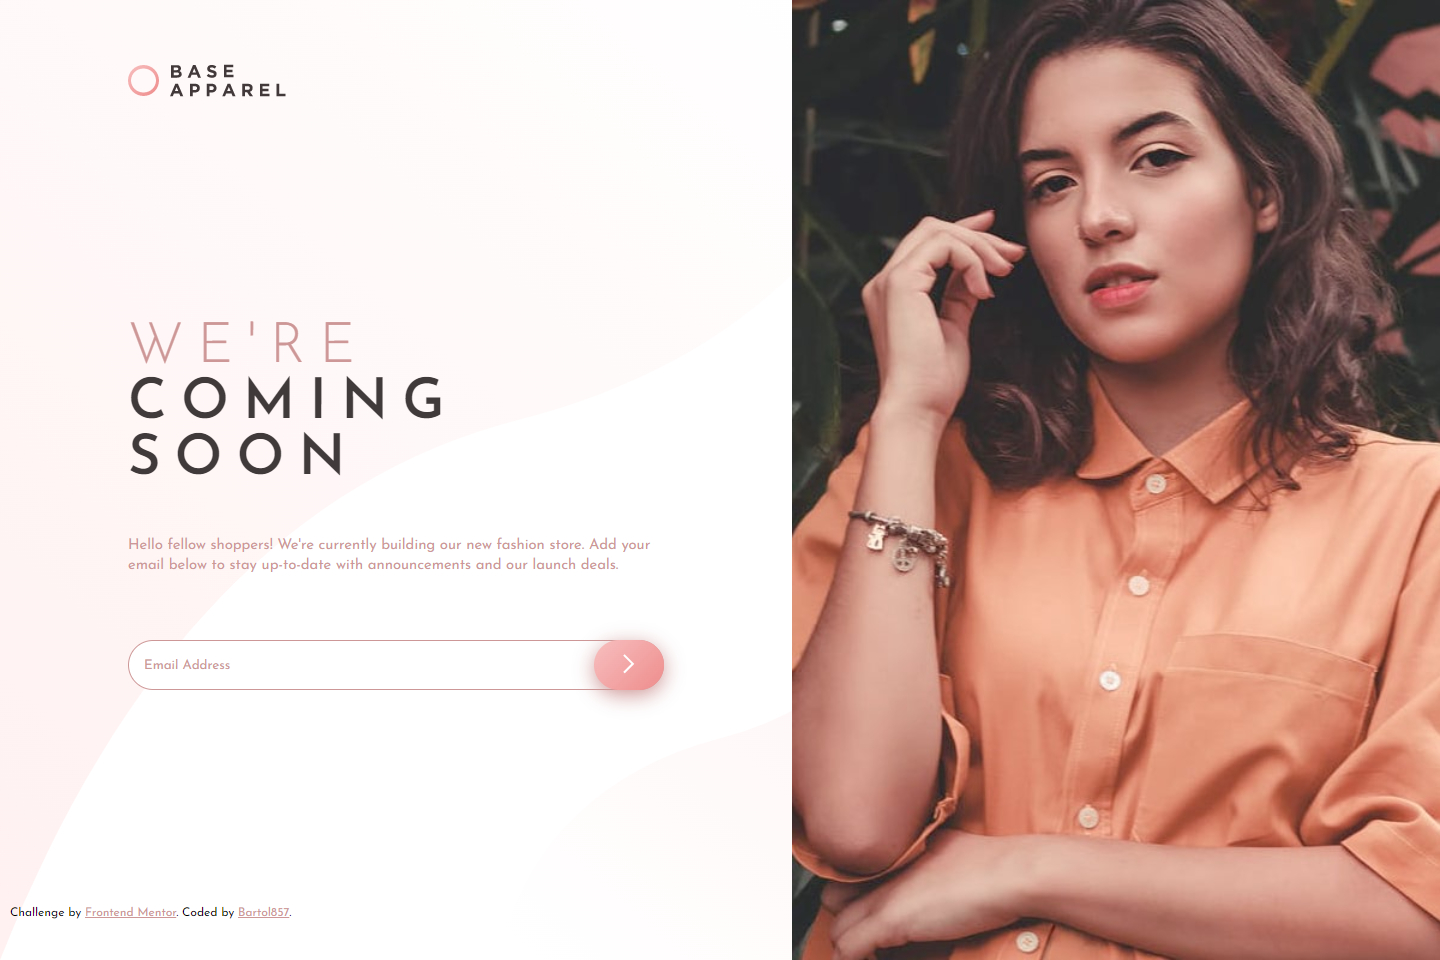 BASE
APPAREL
WE'RE
COMING
SOON
Hello fellow shoppers! We're currently building our new fashion store. Add your
email below to stay up-to-date with announcements and our launch deals.
Email Address
Challenge by Frontend Mentor. Coded by Bartol857.